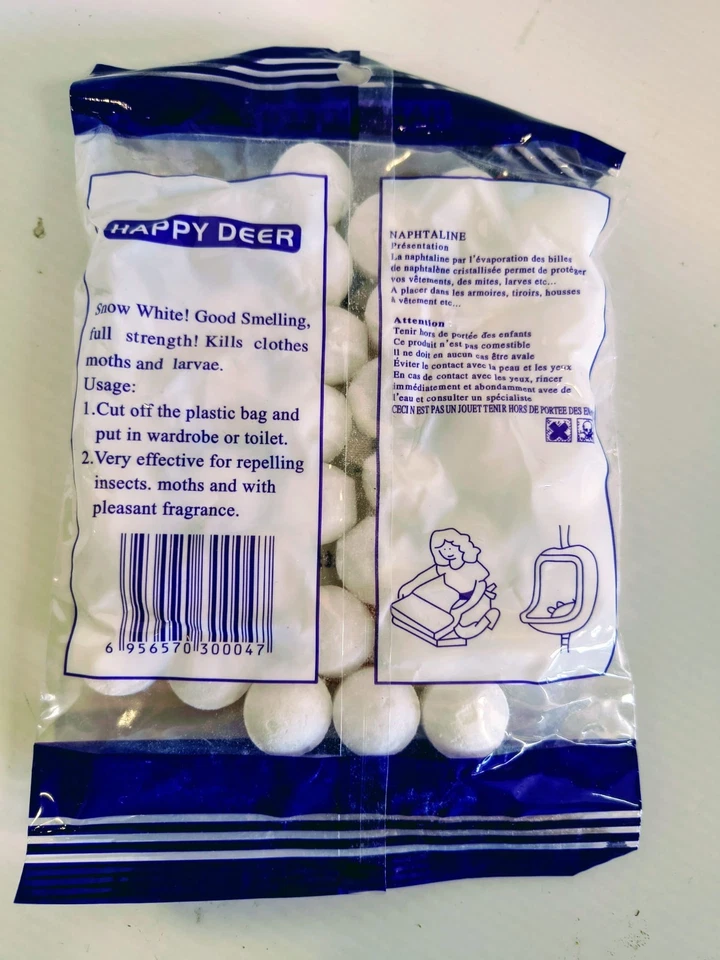 HAPPY DEER
Snow White! Good Smelling,
full strength! Kills clothes
moths and larvae.
Usage:
1.Cut off the plastic bag and
put in wardrobe or toilet.
2.Very effective for repelling
insects. moths and with
pleasant fragrance.
6 956570 300047
NAPHTALINE
Présentation
La naphtaline par l'évaporation des billes
de naphtalène cristallisée permet de protéger
vos vêtements, des mites, larves etc...
A placer dans les armoires, tiroirs, housses
à vêtement etc...
Attention
Tenir hors de portée des enfants
Ce produit n'est pas comestible
Il ne doit en aucun cas être avale
Éviter le contact avec la peau et les yeux
En cas de contact avec les yeux, rincer
immédiatement et abondamment avec de
l'eau et consulter un spécialiste
CECI N EST PAS UN JOUET TENIR HORS DE PORTEE DES